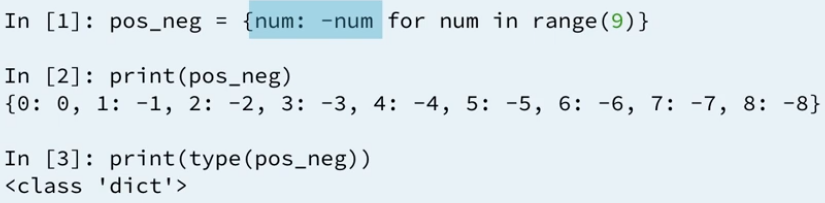 In [1]: pos_neg = {num: -num for num in range(9)}
In [2]: print(pos_neg)
{0: 0, 1: -1, 2: -2, 3: -3, 4: -4, 5: -5, 6: -6, 7: -7, 8: -8}
In [3]: print(type(pos_neg))
<class 'dict'>